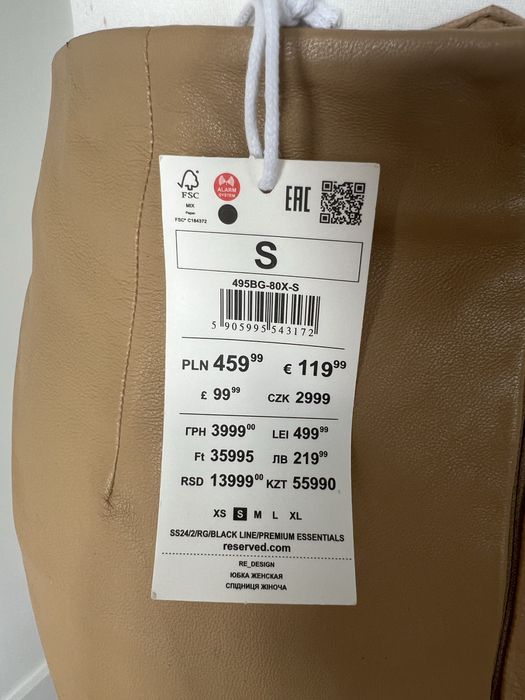 FSC
MIX
Paper
FSC® C184372
ALARM
SYSTEM
EAC
S
495BG-80X-S
5 905995 543172
PLN 459⁹⁹ € 119⁹⁹
£ 99⁹⁹ CZK 2999
ГРН 3999⁰⁰ LEI 499⁹⁹
Ft 35995 ЛВ 219⁹⁹
RSD 13999⁰⁰ KZT 55990
XS S M L XL
SS24/2/RG/BLACK LINE/PREMIUM ESSENTIALS
reserved.com
RE_DESIGN
ЮБКА ЖЕНСКАЯ
СПІДНИЦЯ ЖІНОЧА